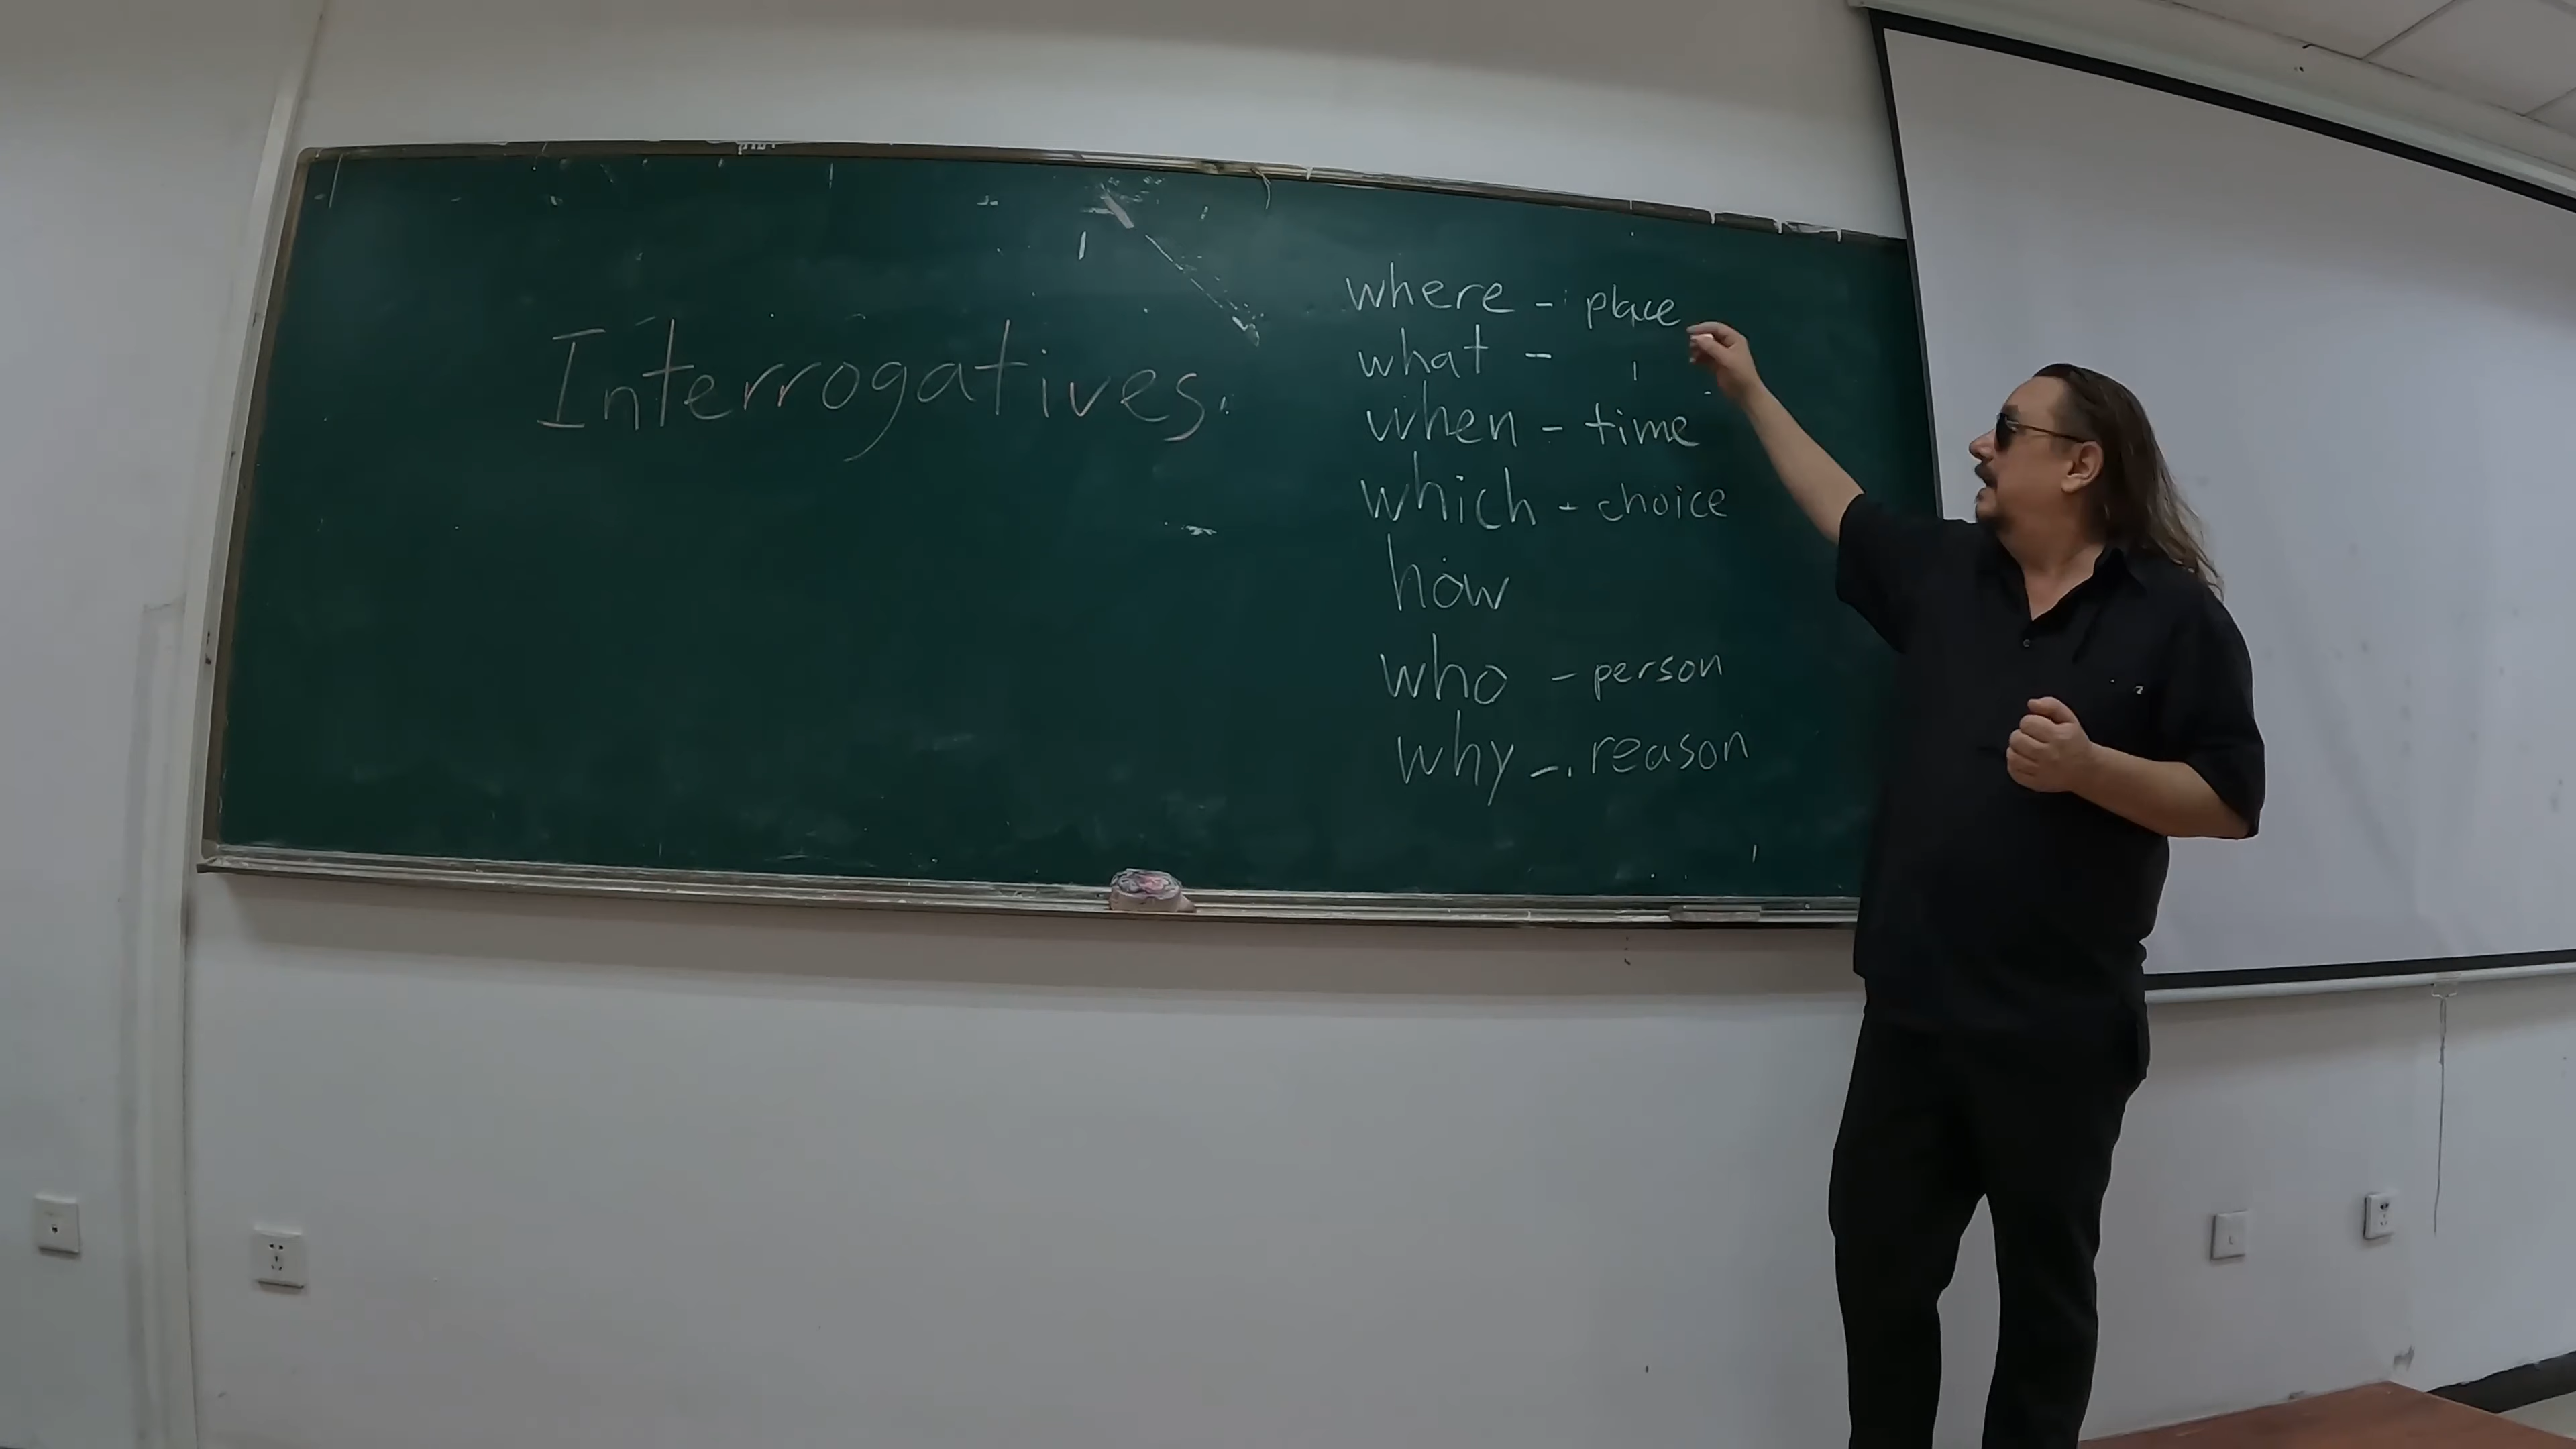 Interrogatives.
where - place
what -
when - time
which - choice
how
who - person
why - reason